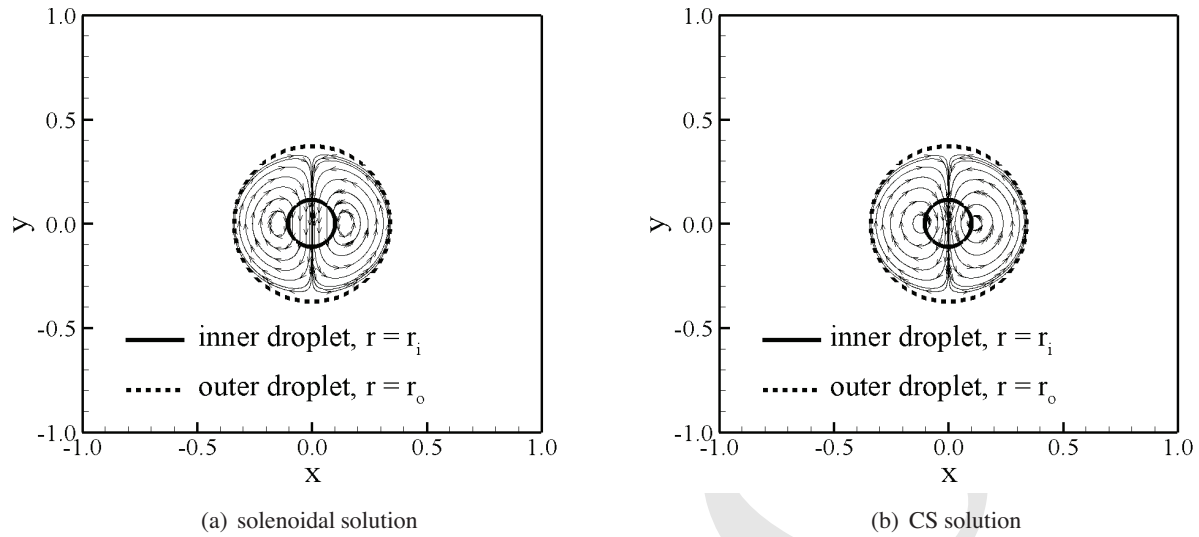 1.0
0.5
y
0.0
-0.5
-1.0
-1.0
-0.5
0.0
0.5
1.0
x
inner droplet, r = r_i
outer droplet, r = r_o
(a) solenoidal solution
1.0
0.5
y
0.0
-0.5
-1.0
-1.0
-0.5
0.0
0.5
1.0
x
inner droplet, r = r_i
outer droplet, r = r_o
(b) CS solution